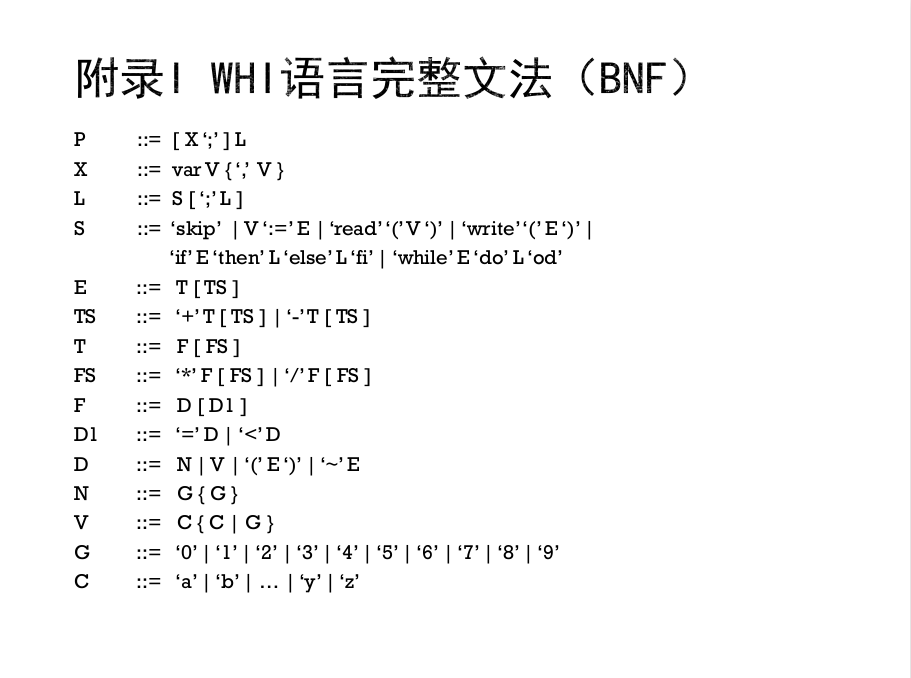 附录I WHI语言完整文法（BNF）
P ::= [ X ‘;’ ] L
X ::= var V { ‘,’ V }
L ::= S [ ‘;’ L ]
S ::= ‘skip’ | V ‘:=’ E | ‘read’ ‘(’ V ‘)’ | ‘write’ ‘(’ E ‘)’ |
‘if’ E ‘then’ L ‘else’ L ‘fi’ | ‘while’ E ‘do’ L ‘od’
E ::= T [ TS ]
TS ::= ‘+’ T [ TS ] | ‘-’ T [ TS ]
T ::= F [ FS ]
FS ::= ‘*’ F [ FS ] | ‘/’ F [ FS ]
F ::= D [ D1 ]
D1 ::= ‘=’ D | ‘<’ D
D ::= N | V | ‘(’ E ‘)’ | ‘~’ E
N ::= G { G }
V ::= C { C | G }
G ::= ‘0’ | ‘1’ | ‘2’ | ‘3’ | ‘4’ | ‘5’ | ‘6’ | ‘7’ | ‘8’ | ‘9’
C ::= ‘a’ | ‘b’ | … | ‘y’ | ‘z’